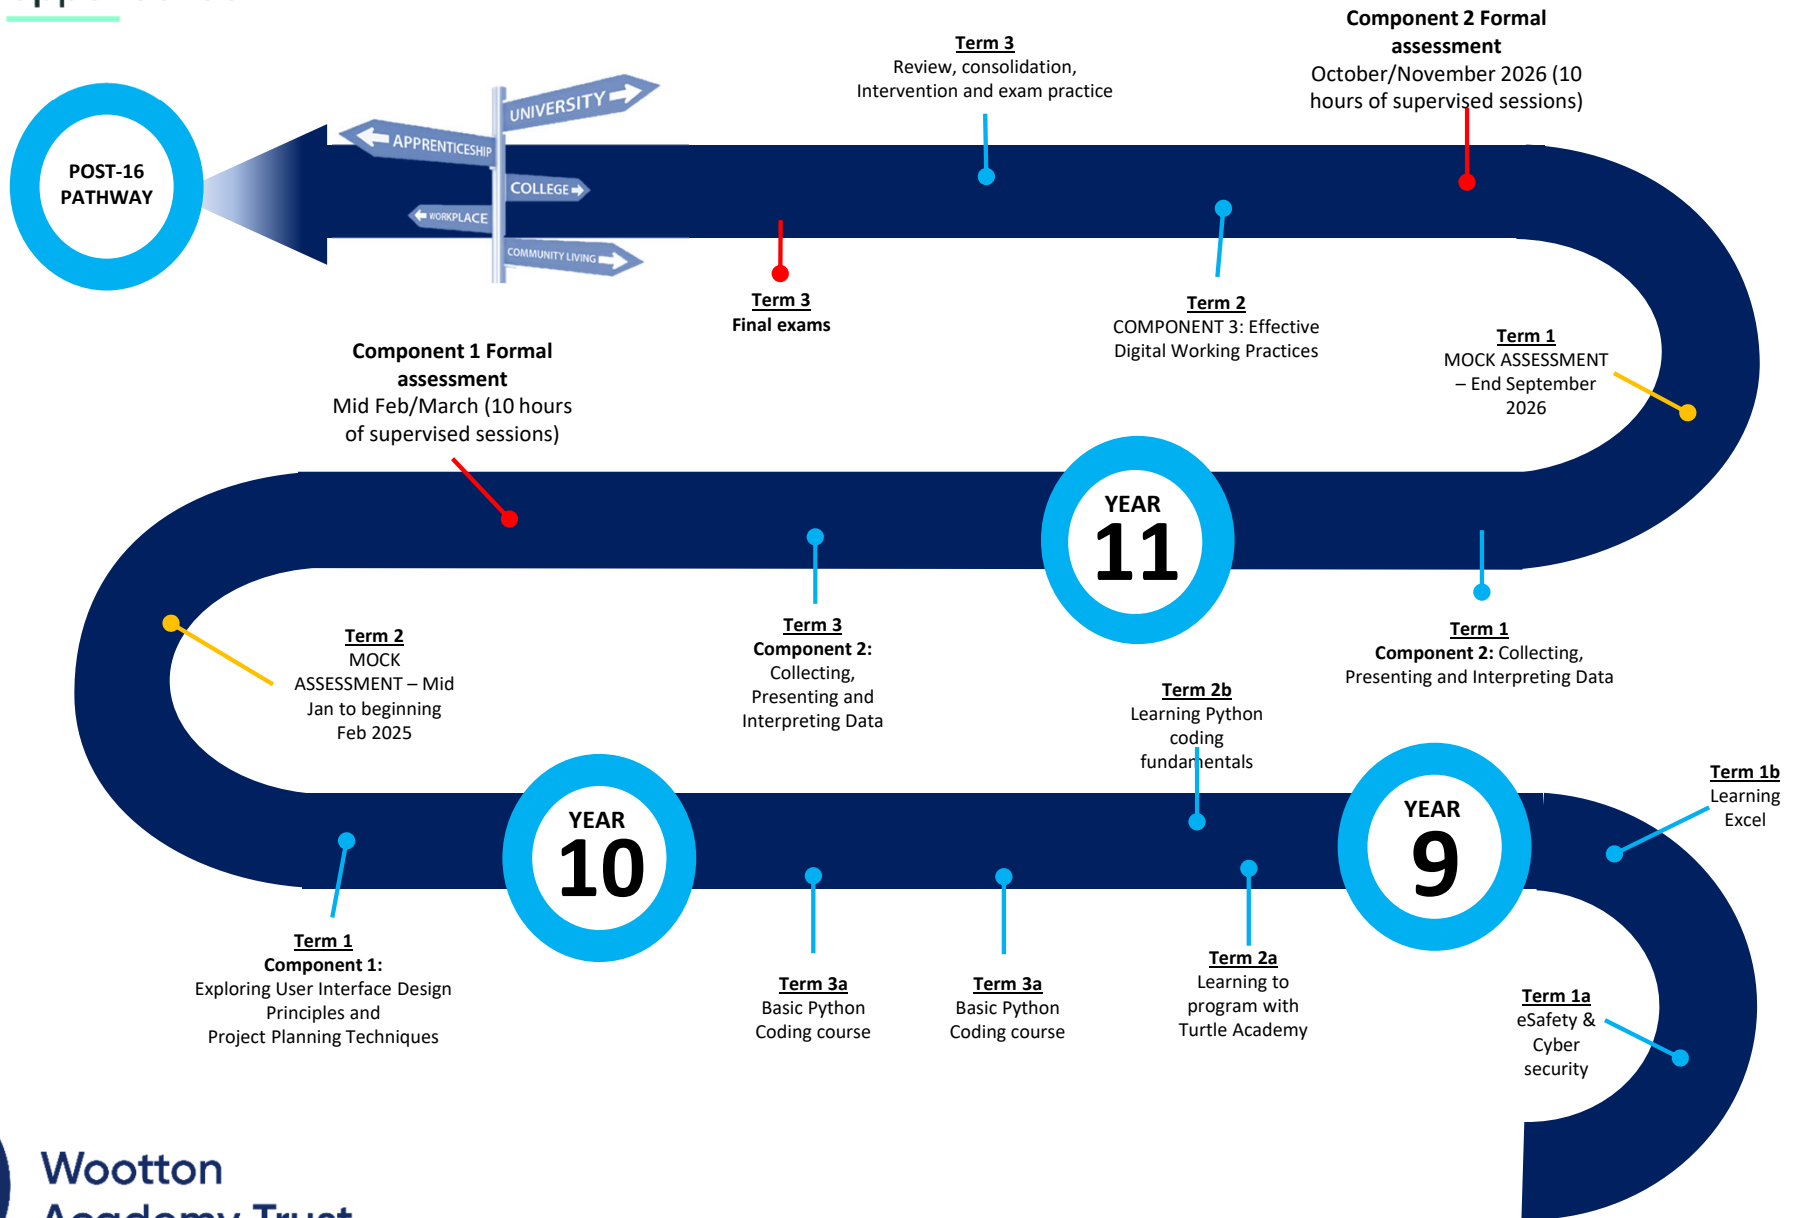 Term 3
Review, consolidation,
Intervention and exam practice
Component 2 Formal
assessment
October/November 2026 (10
hours of supervised sessions)
UNIVERSITY
APPRENTICESHIP
COLLEGE
WORKPLACE
COMMUNITY LIVING
POST-16
PATHWAY
Term 3
Final exams
Term 2
COMPONENT 3: Effective
Digital Working Practices
Term 1
MOCK ASSESSMENT
– End September
2026
Component 1 Formal
assessment
Mid Feb/March (10 hours
of supervised sessions)
YEAR
11
Term 2
MOCK
ASSESSMENT – Mid
Jan to beginning
Feb 2025
Term 3
Component 2:
Collecting,
Presenting and
Interpreting Data
Term 1
Component 2: Collecting,
Presenting and Interpreting Data
Term 2b
Learning Python
coding
fundamentals
Term 1b
Learning
Excel
YEAR
10
YEAR
9
Term 1
Component 1:
Exploring User Interface Design
Principles and
Project Planning Techniques
Term 3a
Basic Python
Coding course
Term 3a
Basic Python
Coding course
Term 2a
Learning to
program with
Turtle Academy
Term 1a
eSafety &
Cyber
security
Wootton
Academy Trust